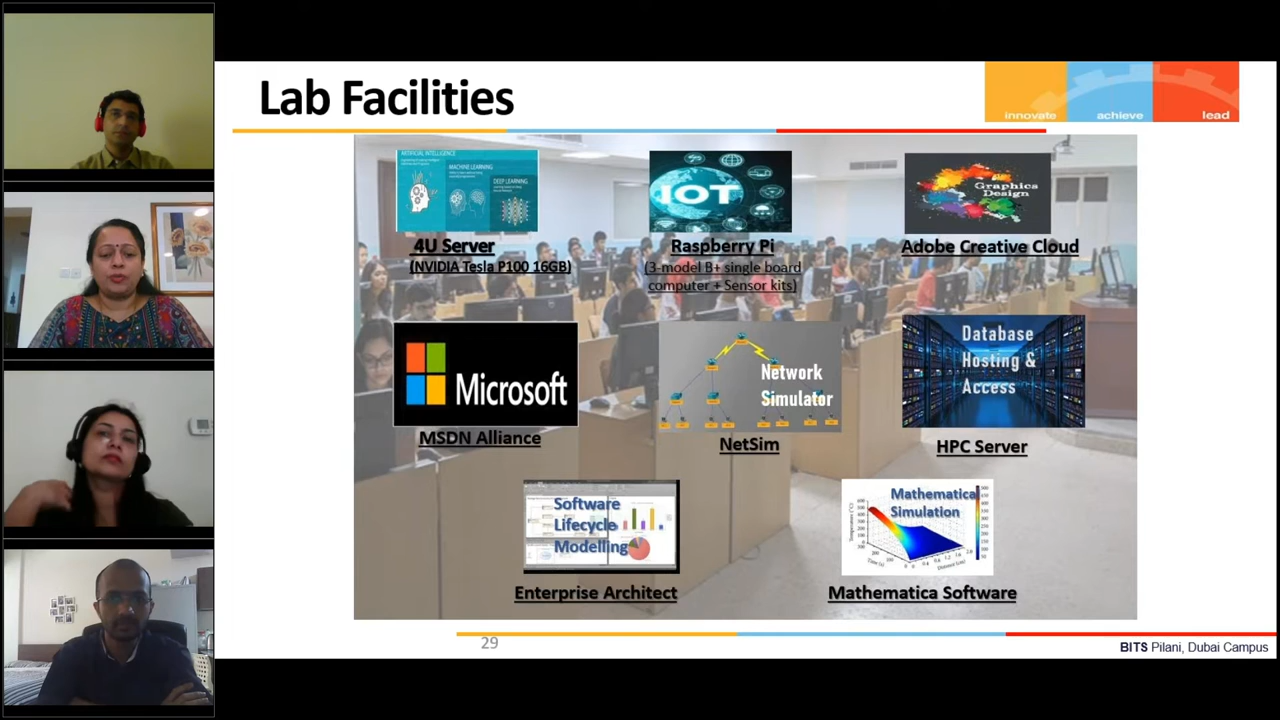 Lab Facilities
innovate achieve lead
ARTIFICIAL INTELLIGENCE
MACHINE LEARNING
DEEP LEARNING
4U Server
(NVIDIA Tesla P100 16GB)
IOT
Raspberry Pi
(3-model B+ single board
computer + Sensor kits)
Graphics
Design
Adobe Creative Cloud
Microsoft
MSDN Alliance
Network
Simulator
NetSim
Database
Hosting &
Access
HPC Server
Software
Lifecycle
Modelling
Enterprise Architect
Mathematica
Simulation
Mathematica Software
29
BITS Pilani, Dubai Campus